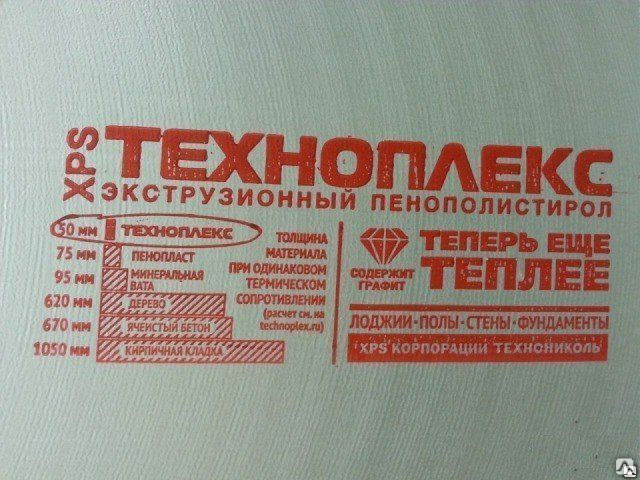 XPS
ТЕХНОПЛЕКС
ЭКСТРУЗИОННЫЙ ПЕНОПОЛИСТИРОЛ
50 мм ТЕХНОПЛЕКС
75 мм ПЕНОПЛАСТ
95 мм МИНЕРАЛЬНАЯ
ВАТА
620 мм ДЕРЕВО
670 мм ЯЧЕИСТЫЙ БЕТОН
1050 мм КИРПИЧНАЯ КЛАДКА
ТОЛЩИНА
МАТЕРИАЛА
ПРИ ОДИНАКОВОМ
ТЕРМИЧЕСКОМ
СОПРОТИВЛЕНИИ
(расчет см. на
technoplex.ru)
СОДЕРЖИТ
ГРАФИТ
ТЕПЕРЬ ЕЩЕ
ТЕПЛЕЕ
ЛОДЖИИ·ПОЛЫ·СТЕНЫ·ФУНДАМЕНТЫ
XPS КОРПОРАЦИИ ТЕХНОНИКОЛЬ